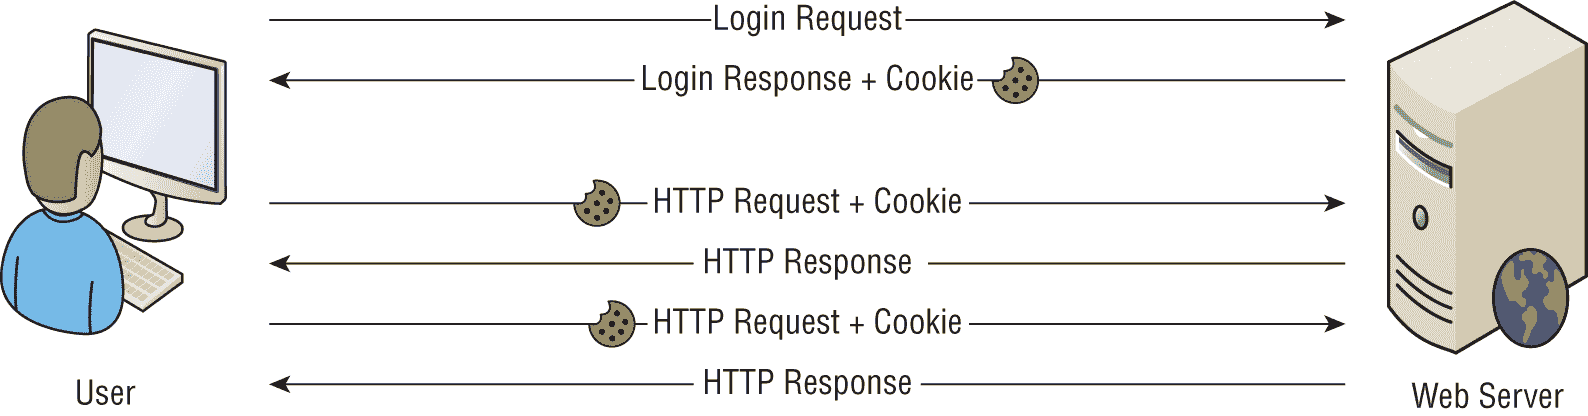 Login Request
Login Response + Cookie
HTTP Request + Cookie
HTTP Response
HTTP Request + Cookie
HTTP Response
User
Web Server